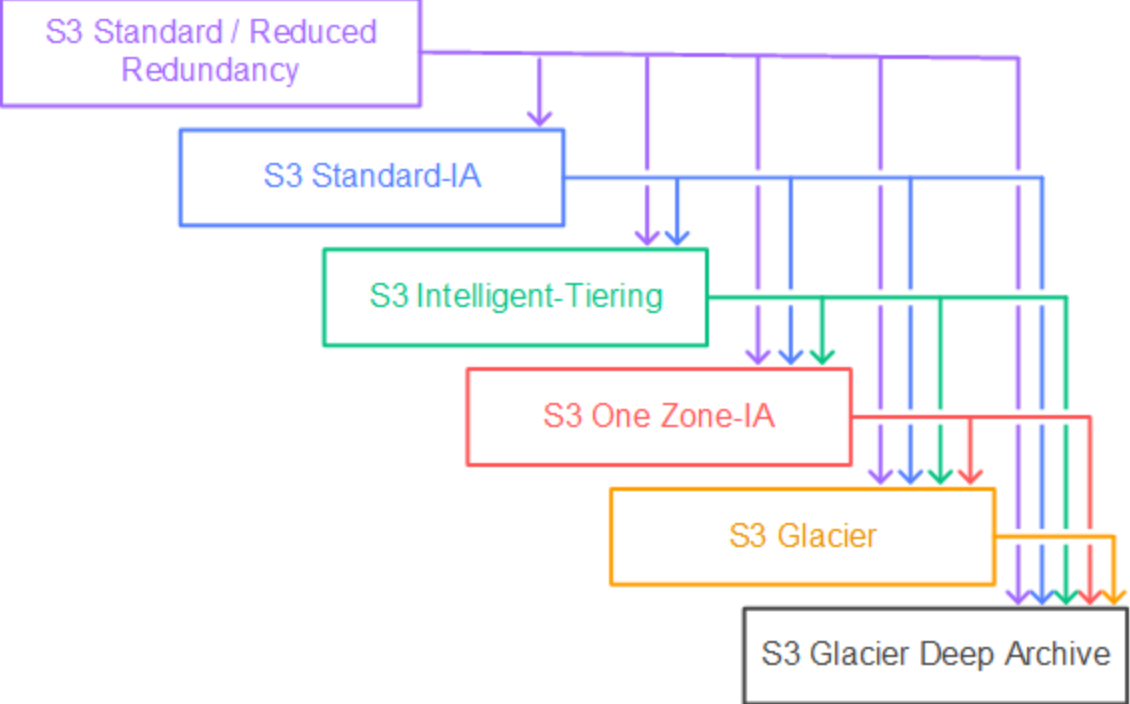 S3 Standard / Reduced
Redundancy
S3 Standard-IA
S3 Intelligent-Tiering
S3 One Zone-IA
S3 Glacier
S3 Glacier Deep Archive